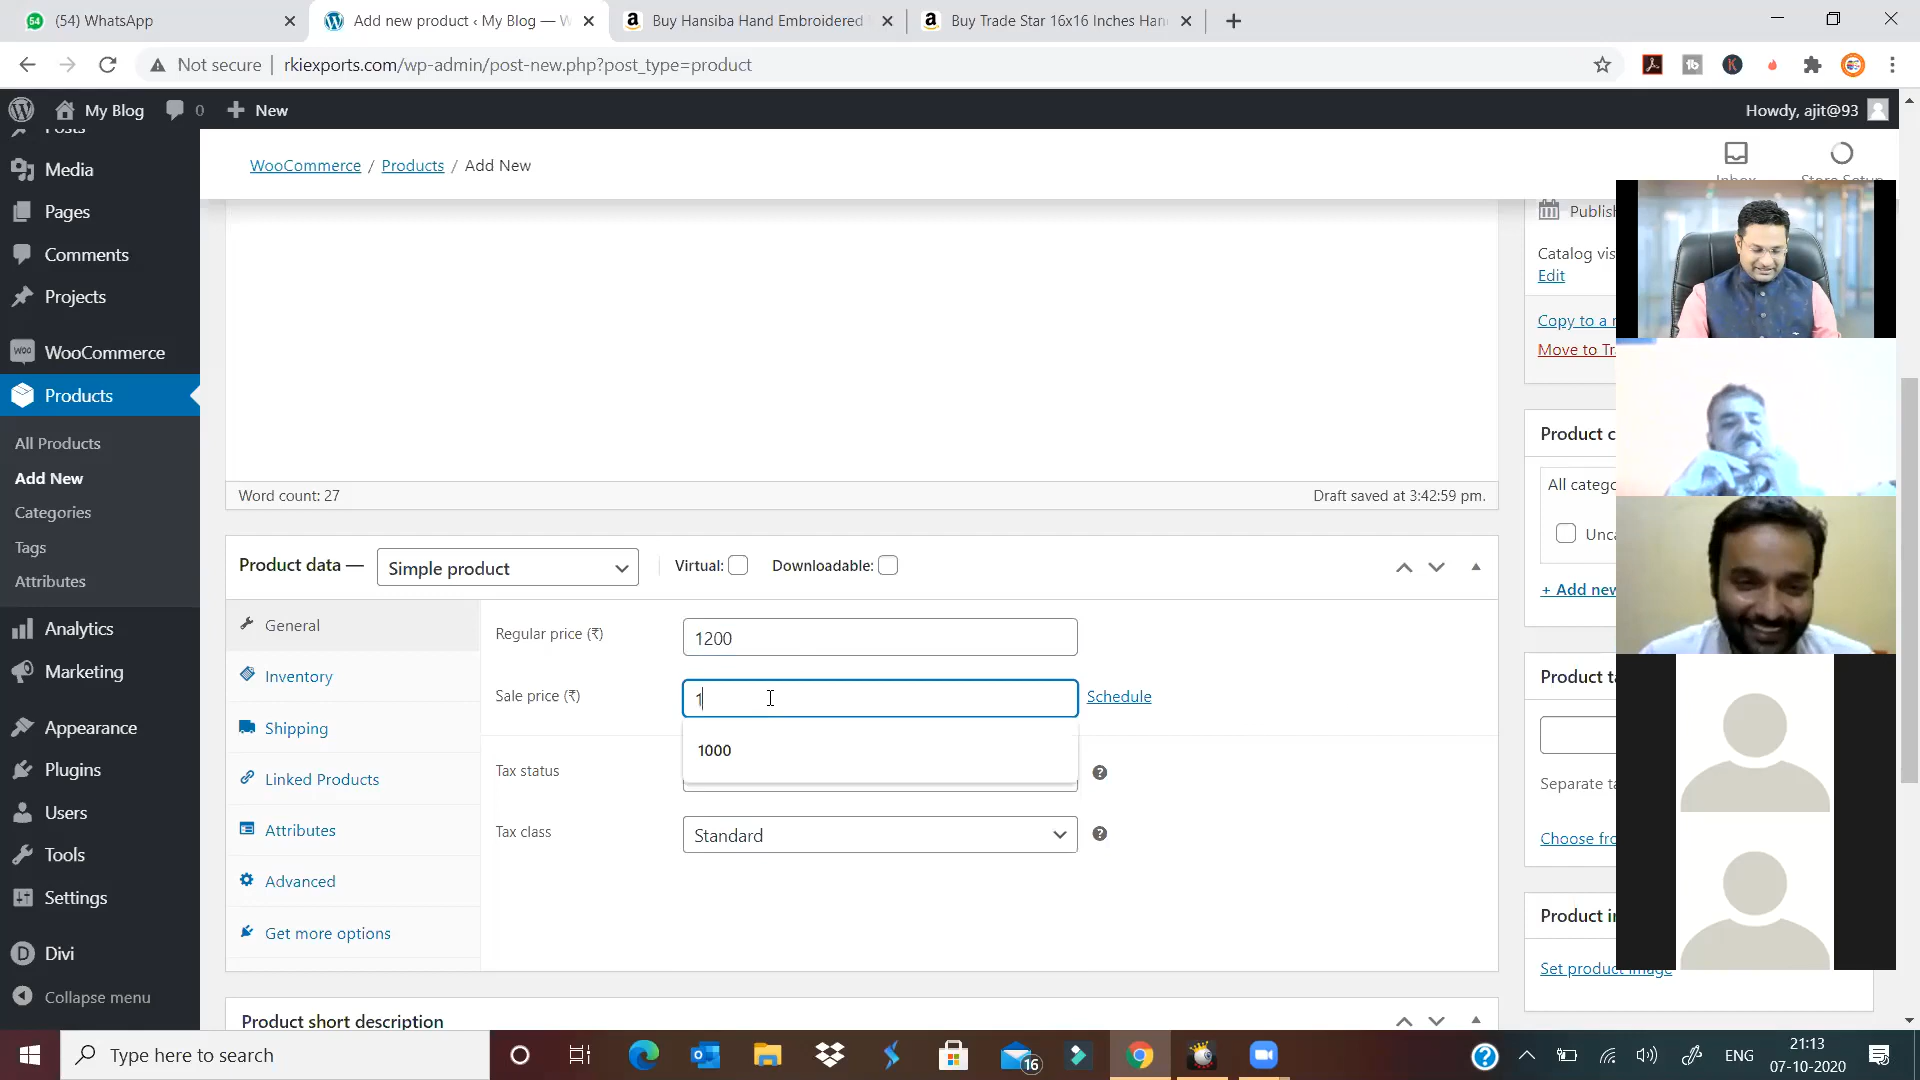 (54) WhatsApp
Add new product ‹ My Blog — W
Buy Hansiba Hand Embroidered
Buy Trade Star 16x16 Inches Han
Not secure
rkiexports.com/wp-admin/post-new.php?post_type=product
My Blog
0
New
Howdy, ajit@93
Posts
Media
Pages
Comments
Projects
WooCommerce
Products
All Products
Add New
Categories
Tags
Attributes
Analytics
Marketing
Appearance
Plugins
Users
Tools
Settings
Divi
Collapse menu
WooCommerce / Products / Add New
Inbox
Store Setup
Word count: 27
Draft saved at 3:42:59 pm.
Product data —
Simple product
Virtual:
Downloadable:
General
Inventory
Shipping
Linked Products
Attributes
Advanced
Get more options
Regular price (₹)
1200
Sale price (₹)
1
Schedule
1000
Tax status
Tax class
Standard
Product short description
Publish
Catalog vis
Edit
Copy to a n
Move to Tr
Product c
All catego
Unca
+ Add new
Product ta
Separate ta
Choose fro
Product i
Set product image
Type here to search
16
ENG
21:13
07-10-2020